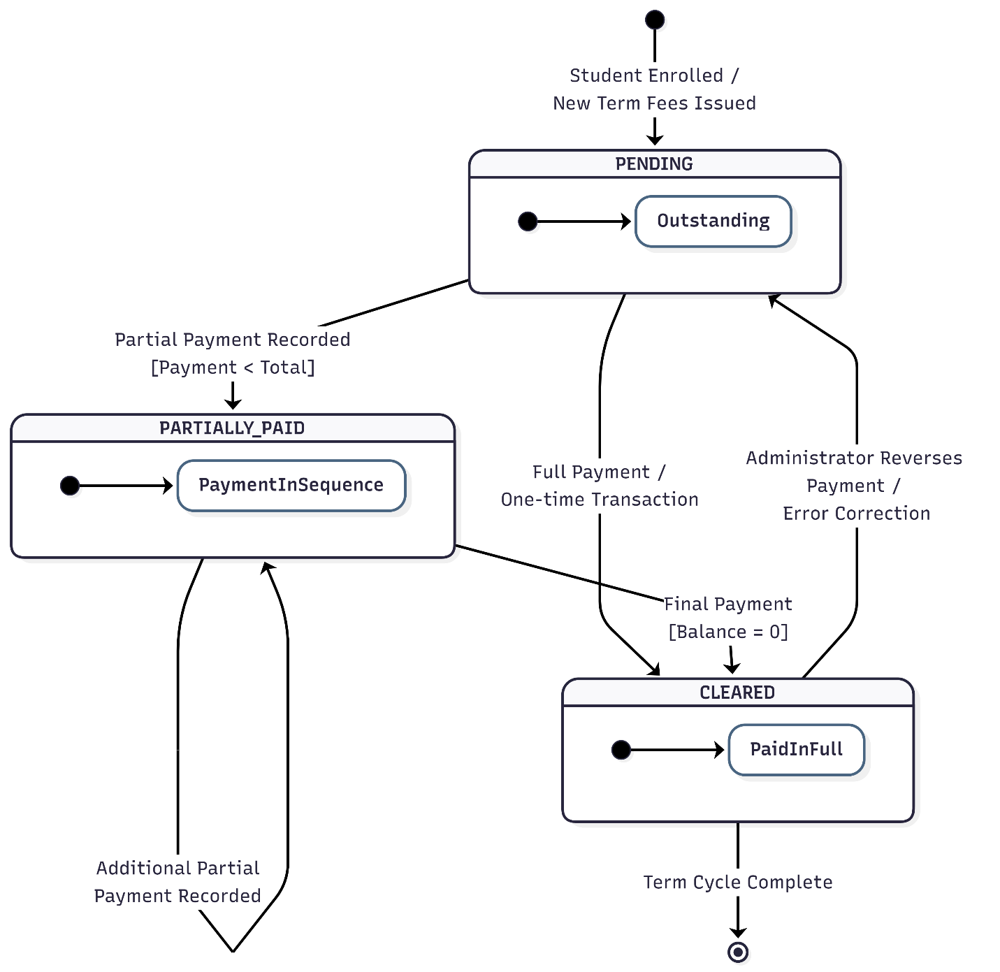 Student Enrolled /
New Term Fees Issued
PENDING
Outstanding
Partial Payment Recorded
[Payment < Total]
PARTIALLY_PAID
PaymentInSequence
Full Payment /
One-time Transaction
Administrator Reverses
Payment /
Error Correction
Final Payment
[Balance = 0]
CLEARED
PaidInFull
Additional Partial
Payment Recorded
Term Cycle Complete